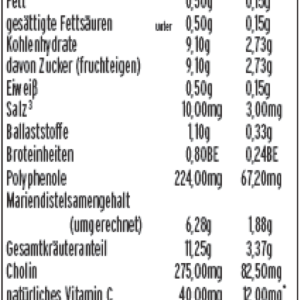 Fett 0,50g 0,15g
gesättigte Fettsäuren unter 0,50g 0,15g
Kohlenhydrate 9,10g 2,73g
davon Zucker (fruchteigen) 9,10g 2,73g
Eiweiß 0,50g 0,15g
Salz³ 10,00mg 3,00mg
Ballaststoffe 1,10g 0,33g
Broteinheiten 0,80BE 0,24BE
Polyphenole 224,00mg 67,20mg
Mariendistelsamengehalt
(umgerechnet) 6,28g 1,88g
Gesamtkräuteranteil 11,25g 3,37g
Cholin 275,00mg 82,50mg
natürliches Vitamin C 40,00mg 12,00mg*